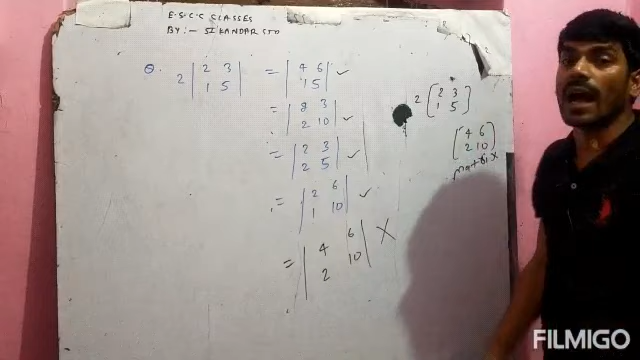 E.S.C.C CLASSES
BY:- SIKANDAR
Q. 2 | 2 3 | = | 4 6 | ✓
| 1 5 | | 1 5 |
= | 8 3 |
| 2 10 | ✓
= | 2 3 | ✓
| 2 5 |
= | 2 6 | ✓
| 1 10 |
= | 4 6 | X
| 2 10 |
2 [ 2 3 ]
[ 1 5 ]
[ 4 6 ]
[ 2 10 ]
matrix
FILMIGO